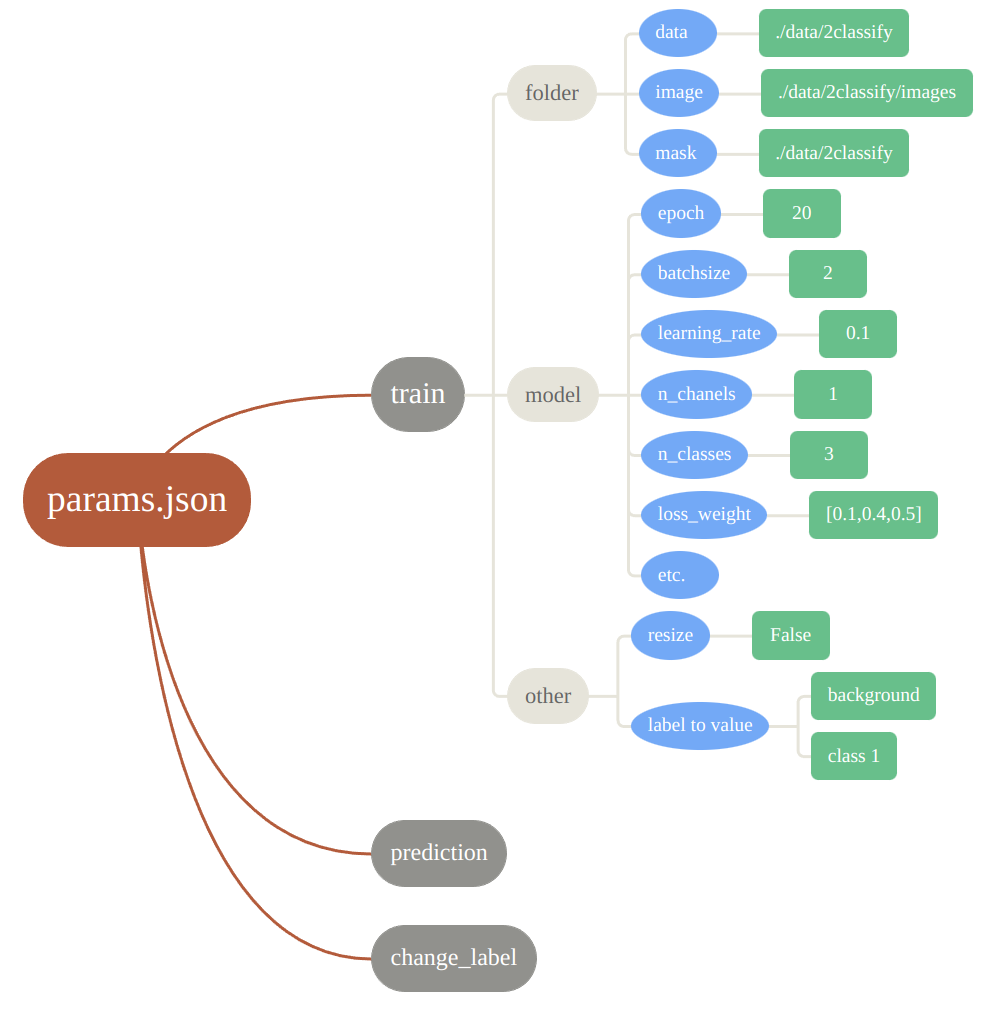 params.json
train
folder
data
./data/2classify
image
./data/2classify/images
mask
./data/2classify
model
epoch
20
batchsize
2
learning_rate
0.1
n_chanels
1
n_classes
3
loss_weight
[0.1,0.4,0.5]
etc.
other
resize
False
label to value
background
class 1
prediction
change_label